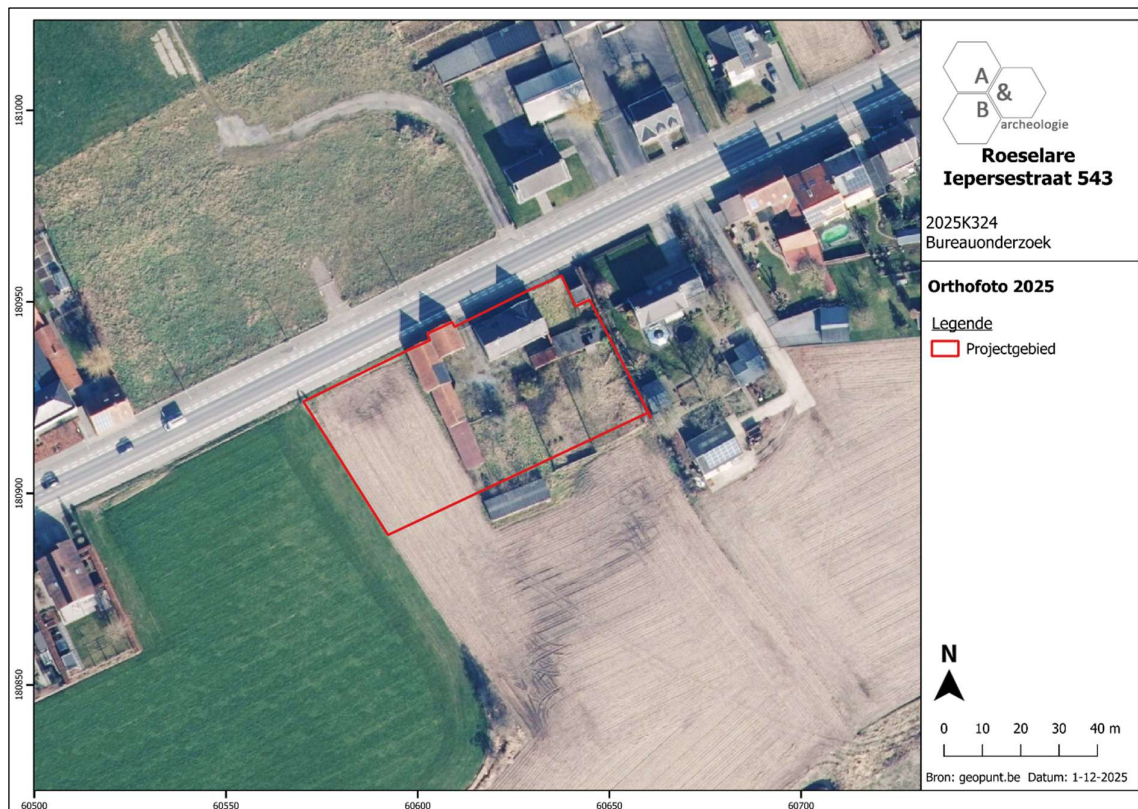 A
&
B
archeologie
Roeselare
Iepersestraat 543
2025K324
Bureauonderzoek
Orthofoto 2025
Legende
Projectgebied
N
0 10 20 30 40 m
Bron: geopunt.be Datum: 1-12-2025
181000
180950
180900
180850
60500 60550 60600 60650 60700